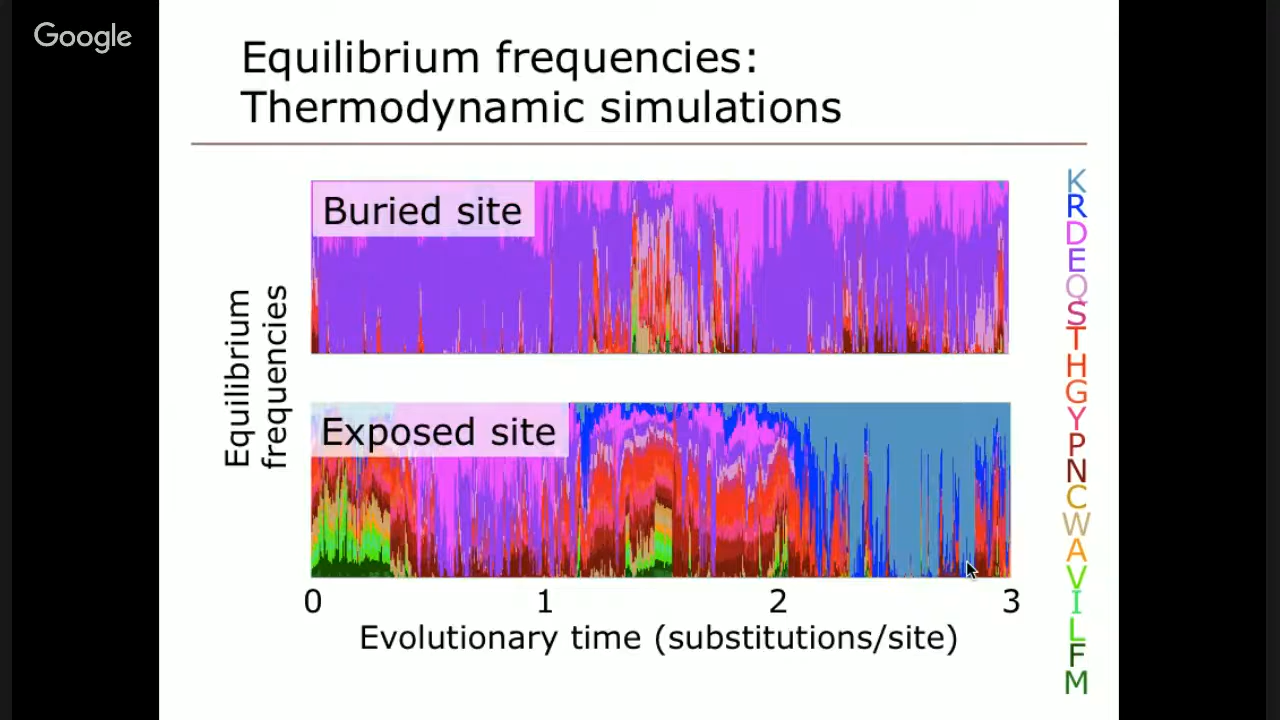 Google
Equilibrium frequencies:
Thermodynamic simulations
Buried site
Exposed site
Equilibrium
frequencies
0 1 2 3
Evolutionary time (substitutions/site)
K
R
D
E
Q
S
T
H
G
Y
P
N
C
W
A
V
I
L
F
M